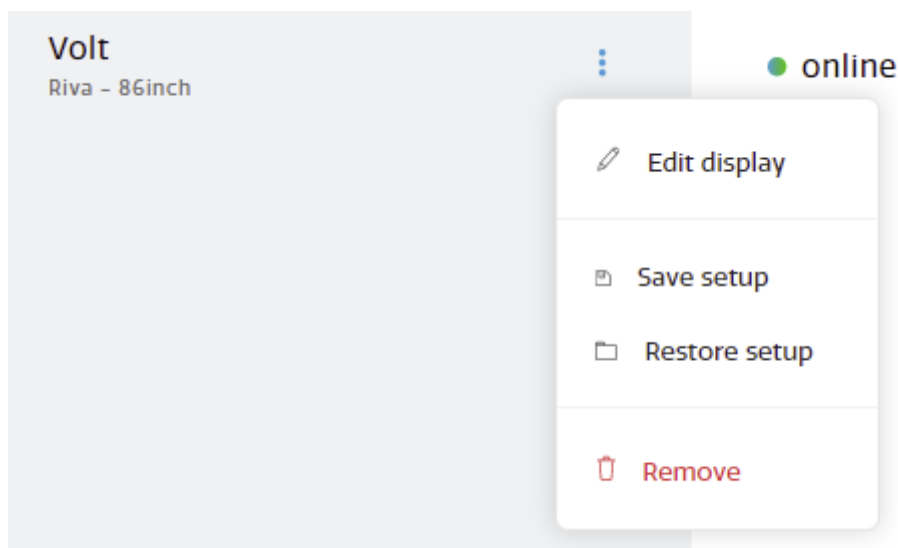 Volt
Riva – 86inch
online
Edit display
Save setup
Restore setup
Remove